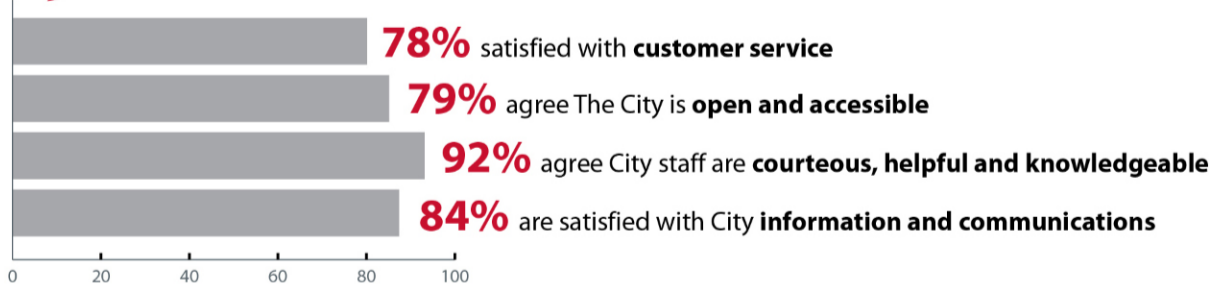 78% satisfied with customer service
79% agree The City is open and accessible
92% agree City staff are courteous, helpful and knowledgeable
84% are satisfied with City information and communications
0 20 40 60 80 100